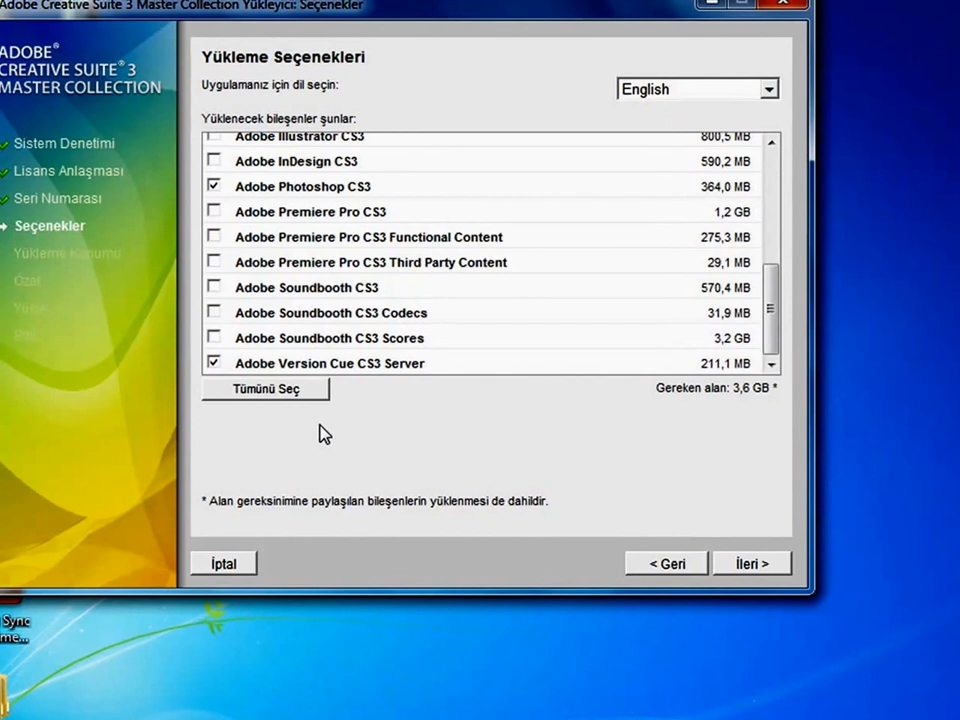 Adobe Creative Suite 3 Master Collection Yükleyici: Seçenekler
ADOBE®
CREATIVE SUITE® 3
MASTER COLLECTION
Sistem Denetimi
Lisans Anlaşması
Seri Numarası
Seçenekler
Yükleme Konumu
Özet
Yükle
Yükleme Seçenekleri
Uygulamanız için dil seçin:
English
Yüklenecek bileşenler şunlar:
Adobe Illustrator CS3 800,5 MB
Adobe InDesign CS3 590,2 MB
Adobe Photoshop CS3 364,0 MB
Adobe Premiere Pro CS3 1,2 GB
Adobe Premiere Pro CS3 Functional Content 275,3 MB
Adobe Premiere Pro CS3 Third Party Content 29,1 MB
Adobe Soundbooth CS3 570,4 MB
Adobe Soundbooth CS3 Codecs 31,9 MB
Adobe Soundbooth CS3 Scores 3,2 GB
Adobe Version Cue CS3 Server 211,1 MB
Tümünü Seç
Gereken alan: 3,6 GB *
* Alan gereksinimine paylaşılan bileşenlerin yüklenmesi de dahildir.
İptal
< Geri
İleri >
Sync
me...